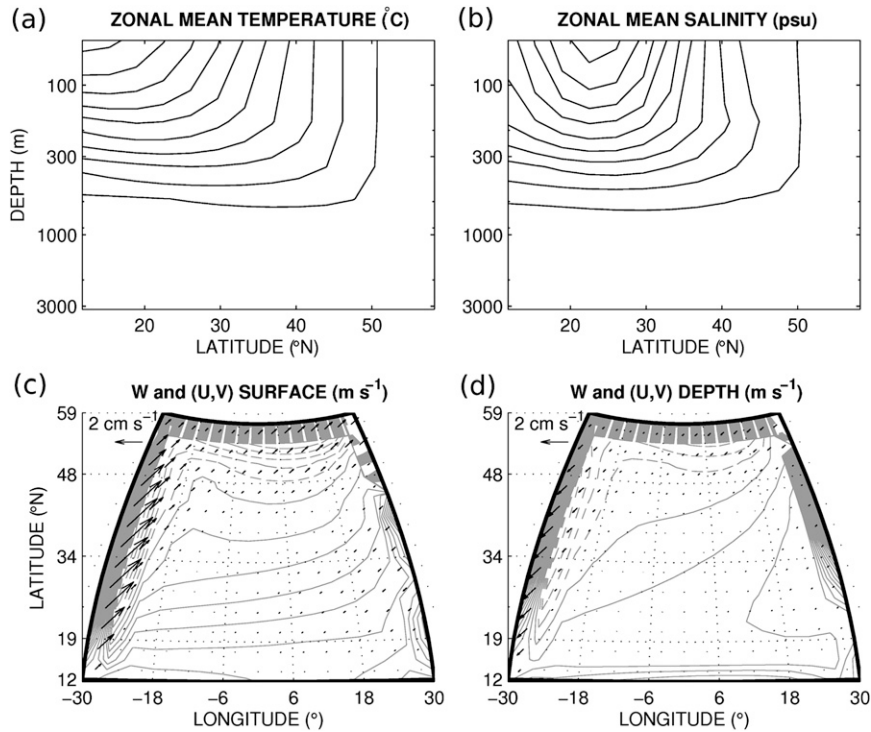 (a) ZONAL MEAN TEMPERATURE (°C)
(b) ZONAL MEAN SALINITY (psu)
DEPTH (m)
100
300
1000
3000
20 30 40 50
LATITUDE (°N)
100
300
1000
3000
20 30 40 50
LATITUDE (°N)
(c) W and (U,V) SURFACE (m s⁻¹)
(d) W and (U,V) DEPTH (m s⁻¹)
LATITUDE (°N)
2 cm s⁻¹
59
48
34
19
12
−30 −18 −6 6 18 30
LONGITUDE (°)
2 cm s⁻¹
59
48
34
19
12
−30 −18 −6 6 18 30
LONGITUDE (°)